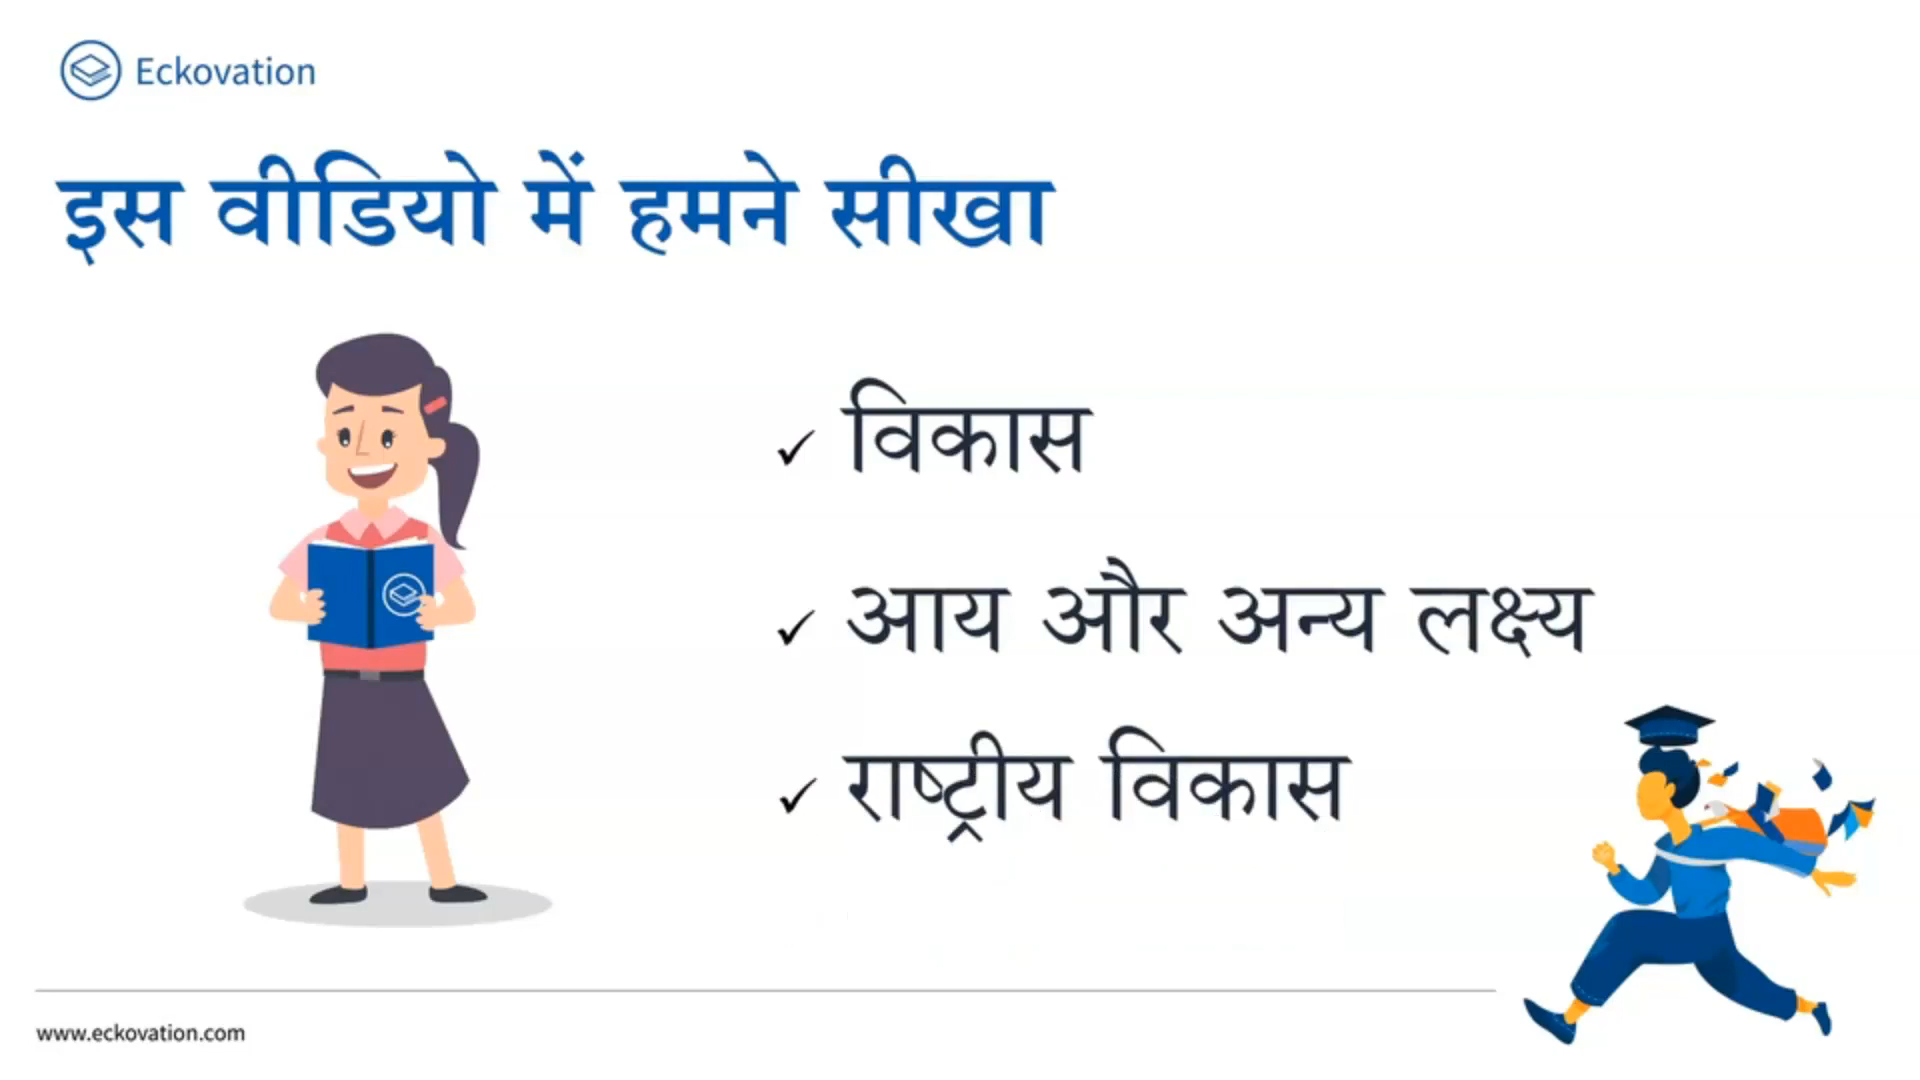 Eckovation
इस वीडियो में हमने सीखा
✓ विकास
✓ आय और अन्य लक्ष्य
✓ राष्ट्रीय विकास
www.eckovation.com